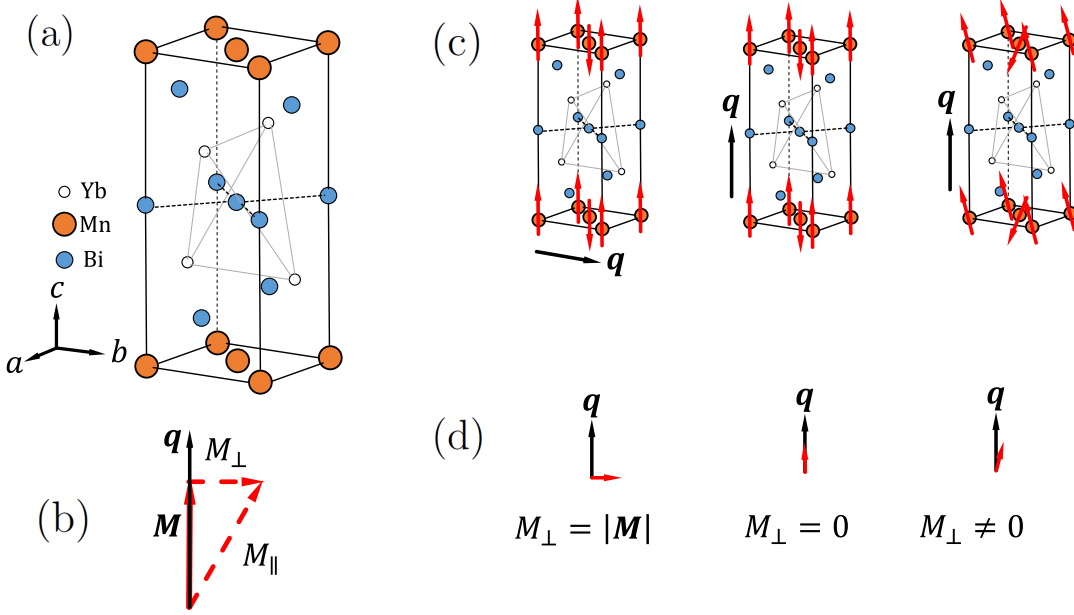 (a)
Yb
Mn
Bi
c
a
b
(b)
q
M⊥
M
M∥
(c)
q
q
q
(d)
q
q
q
M⊥ = |M|
M⊥ = 0
M⊥ ≠ 0